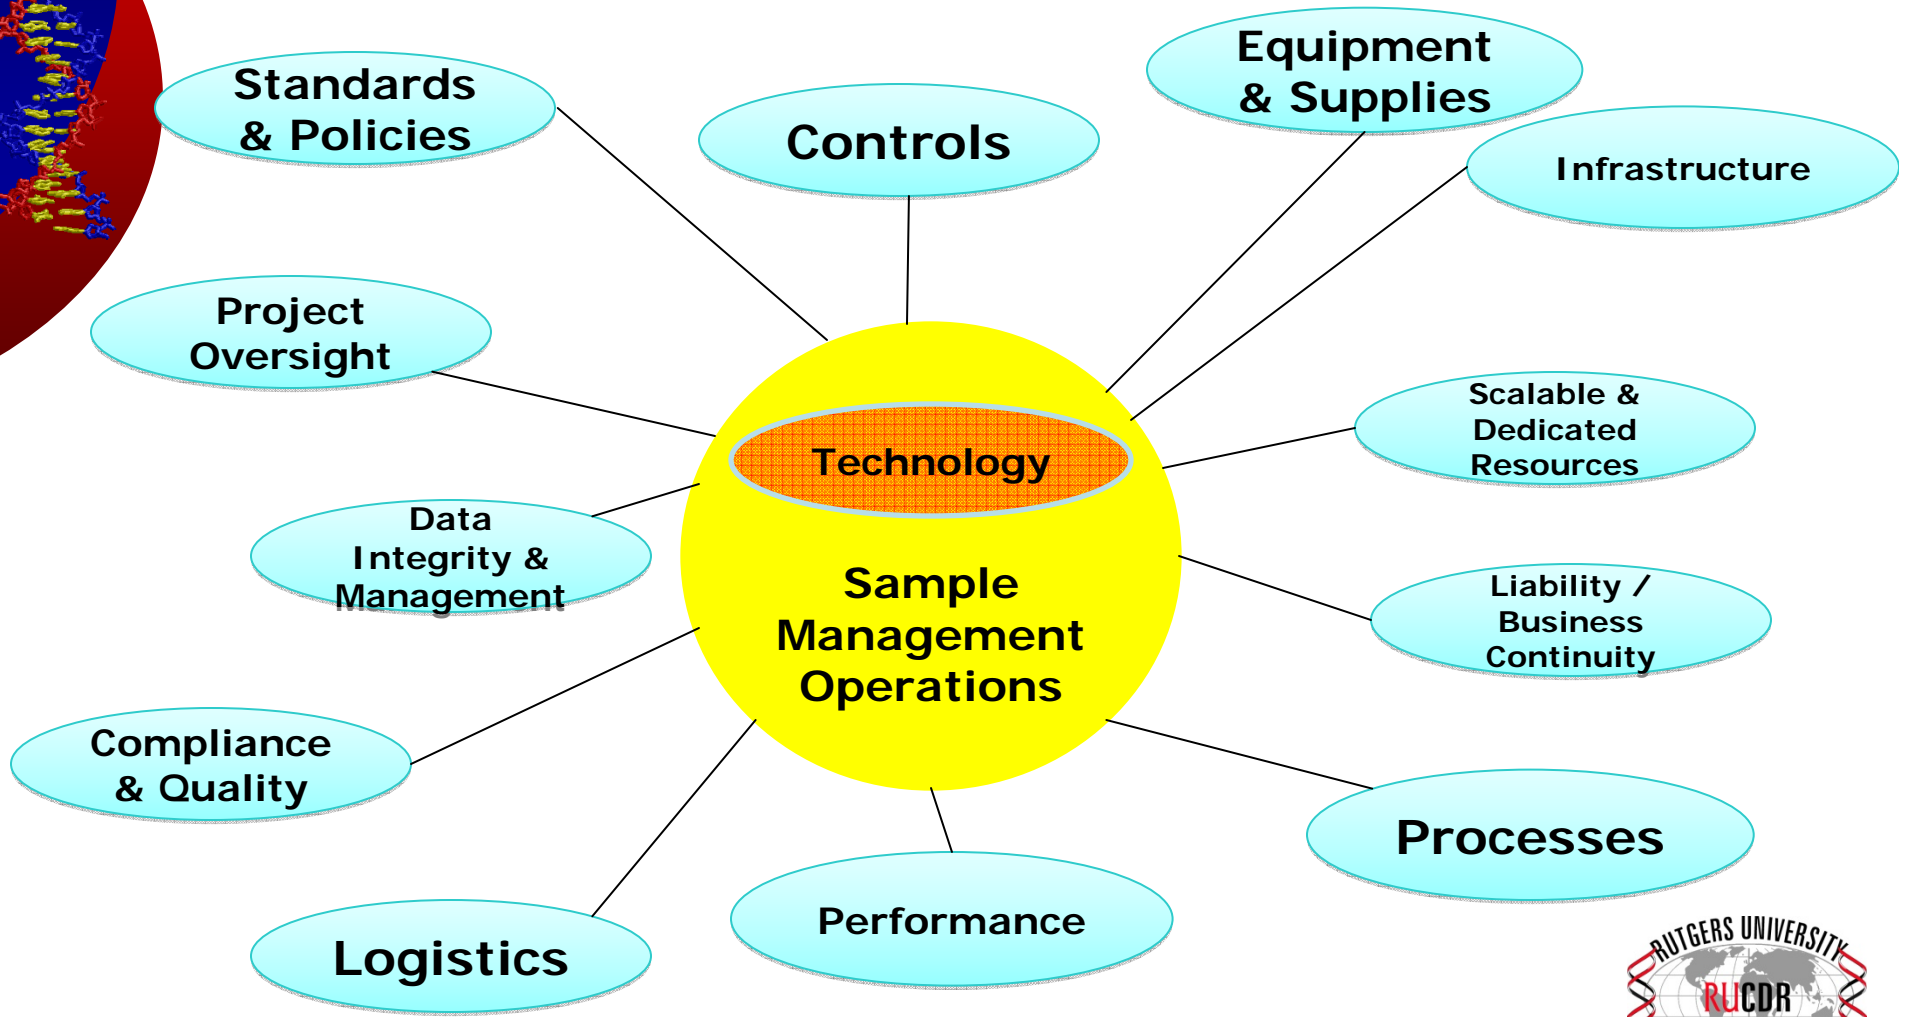 Standards
& Policies
Controls
Equipment
& Supplies
Infrastructure
Project
Oversight
Technology
Scalable &
Dedicated
Resources
Data
Integrity &
Management
Sample
Management
Operations
Liability /
Business
Continuity
Compliance
& Quality
Processes
Logistics
Performance
RUTGERS UNIVERSITY
RUCDR